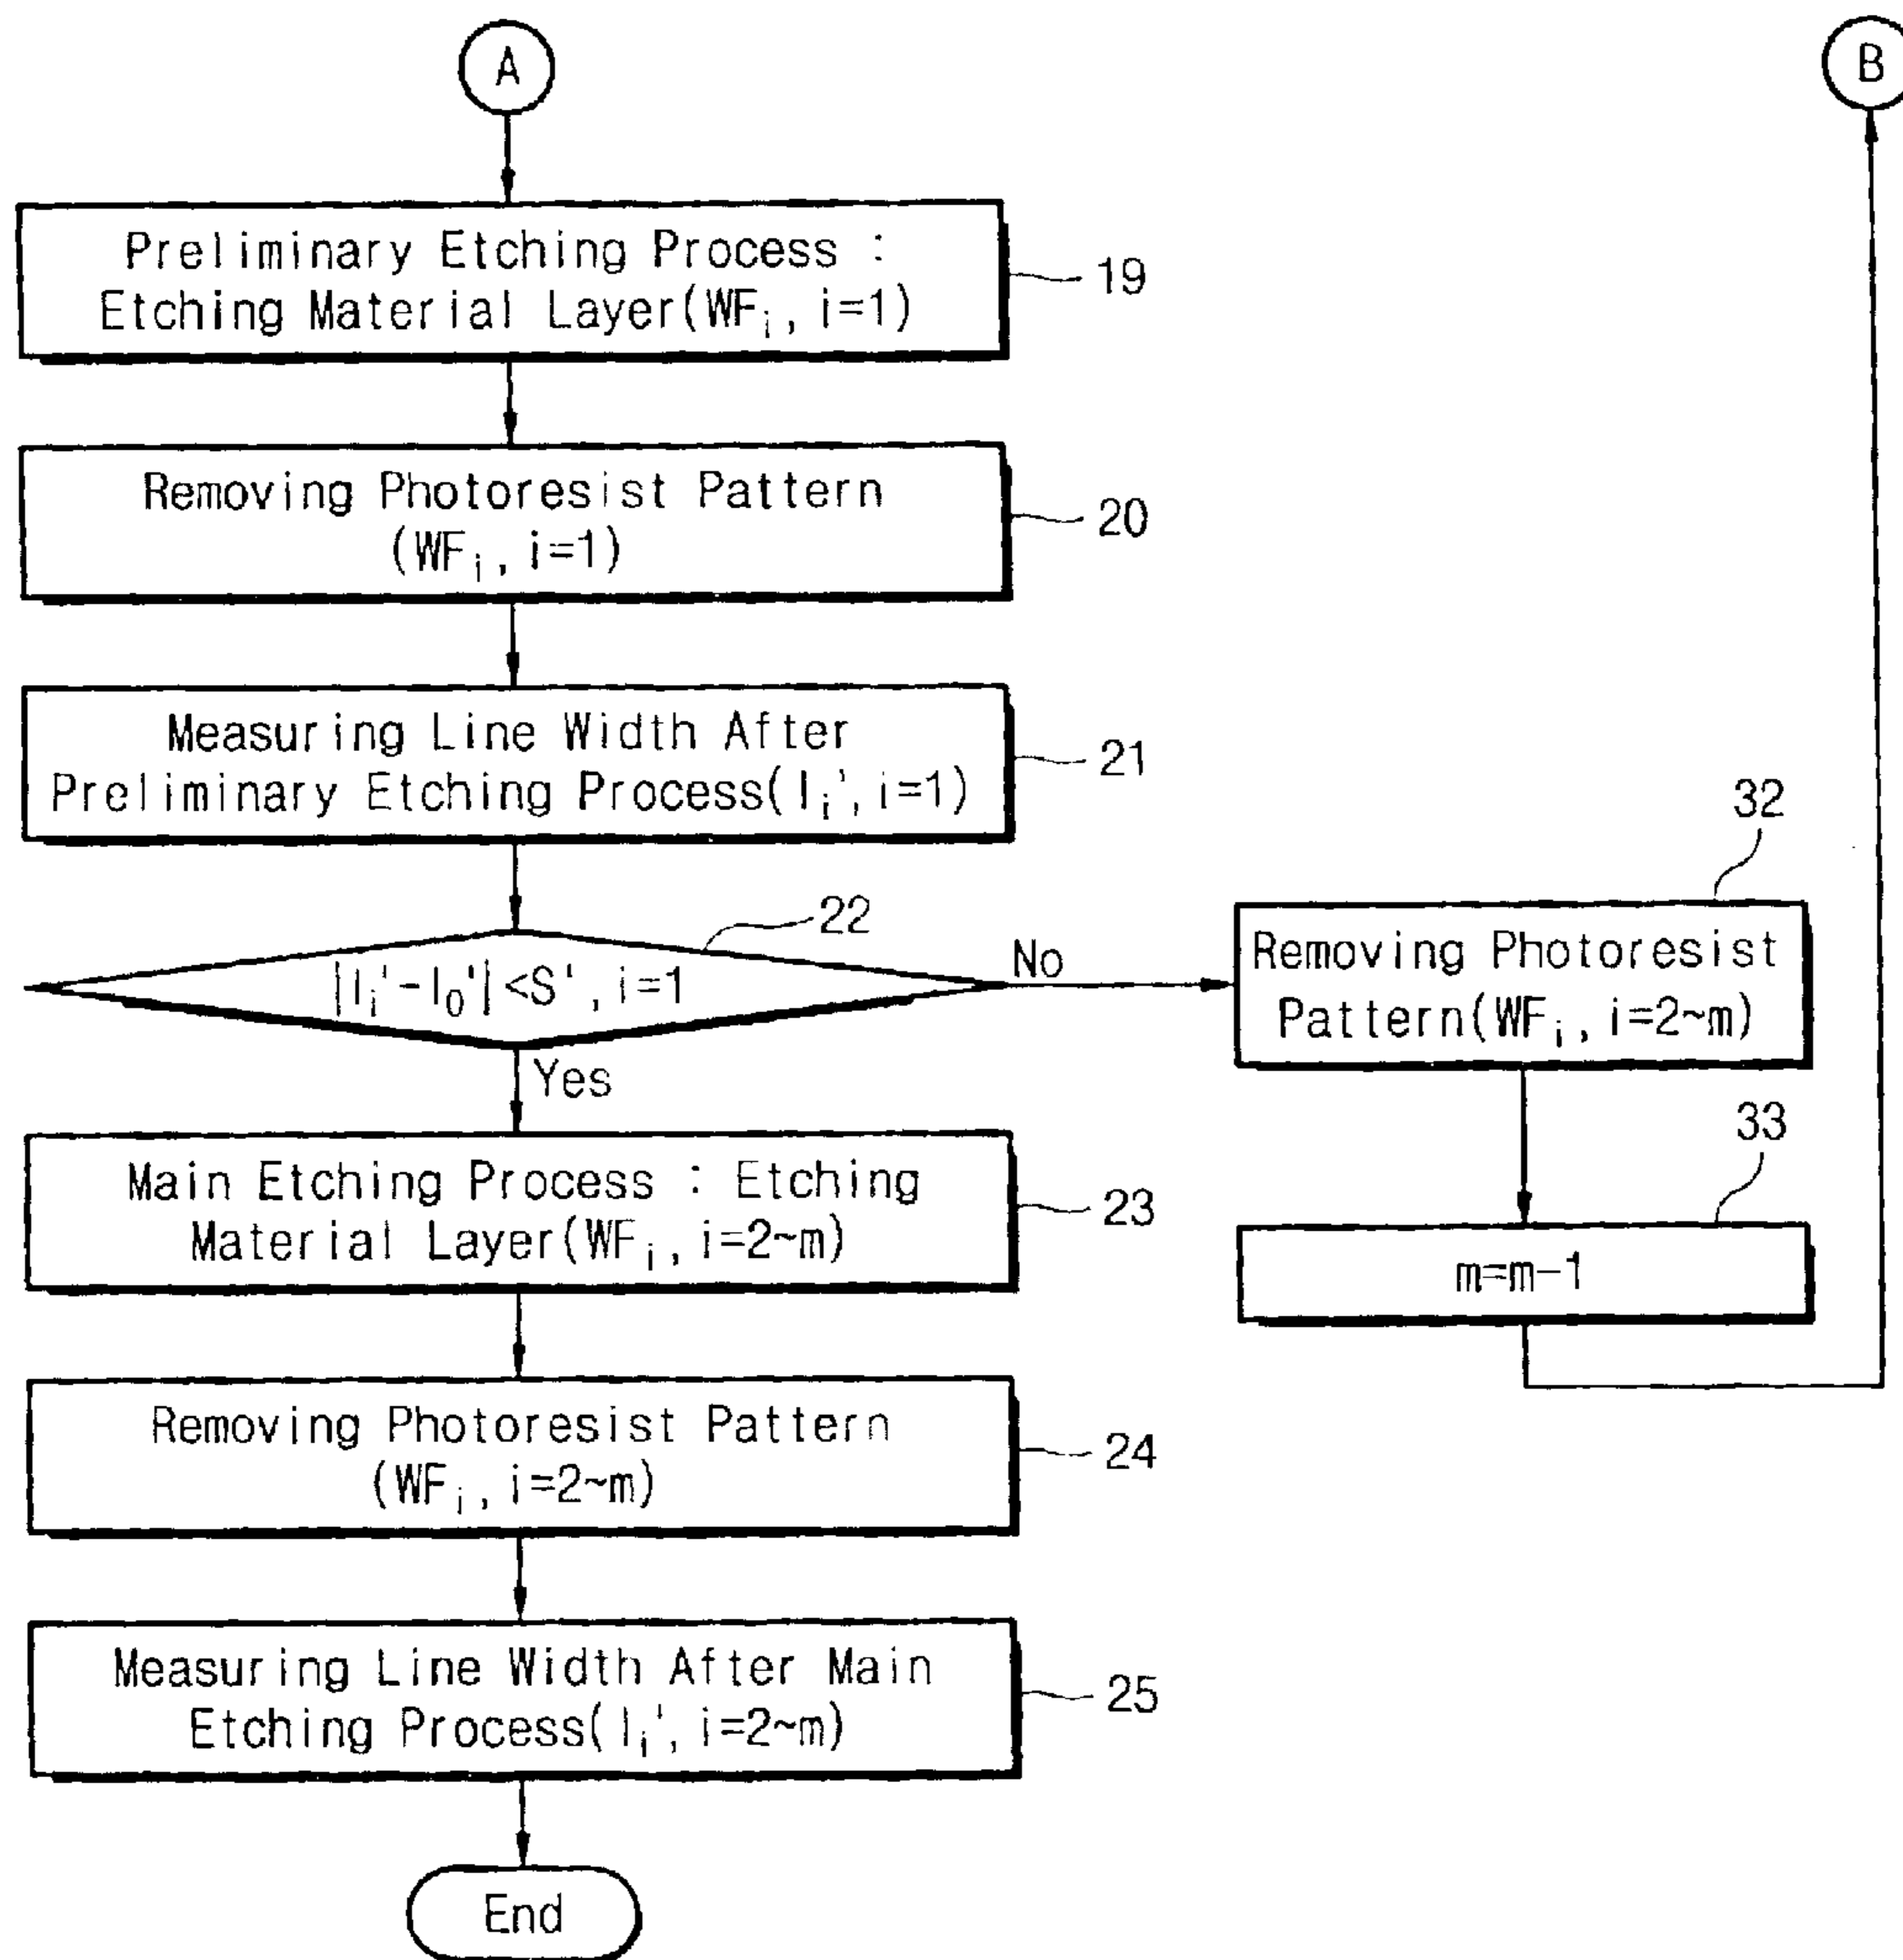 A
B
Preliminary Etching Process :
Etching Material Layer(WFi, i=1)
19
Removing Photoresist Pattern
(WFi, i=1)
20
Measuring Line Width After
Preliminary Etching Process(li', i=1)
21
|li'-l0'|<S', i=1
22
No
Yes
Removing Photoresist
Pattern(WFi, i=2~m)
32
m=m-1
33
Main Etching Process : Etching
Material Layer(WFi, i=2~m)
23
Removing Photoresist Pattern
(WFi, i=2~m)
24
Measuring Line Width After Main
Etching Process(li', i=2~m)
25
End